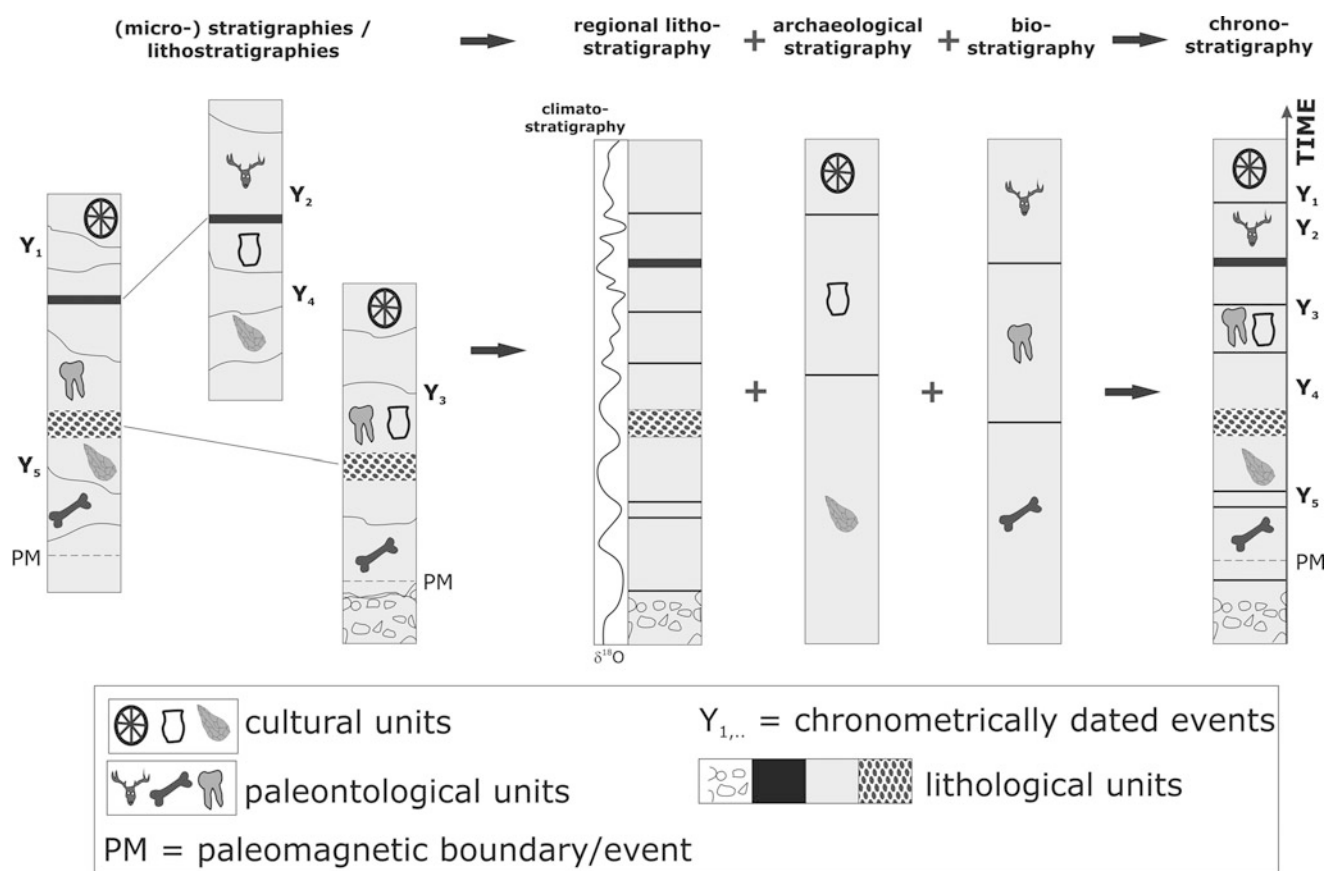 (micro-) stratigraphies /
lithostratigraphies
regional litho-
stratigraphy
+
archaeological
stratigraphy
+
bio-
stratigraphy
chrono-
stratigraphy
climato-
stratigraphy
TIME
Y1
Y5
PM
Y2
Y4
Y3
PM
+
+
Y1
Y2
Y3
Y4
Y5
PM
δ18O
cultural units
paleontological units
PM = paleomagnetic boundary/event
Y1,.. = chronometrically dated events
lithological units